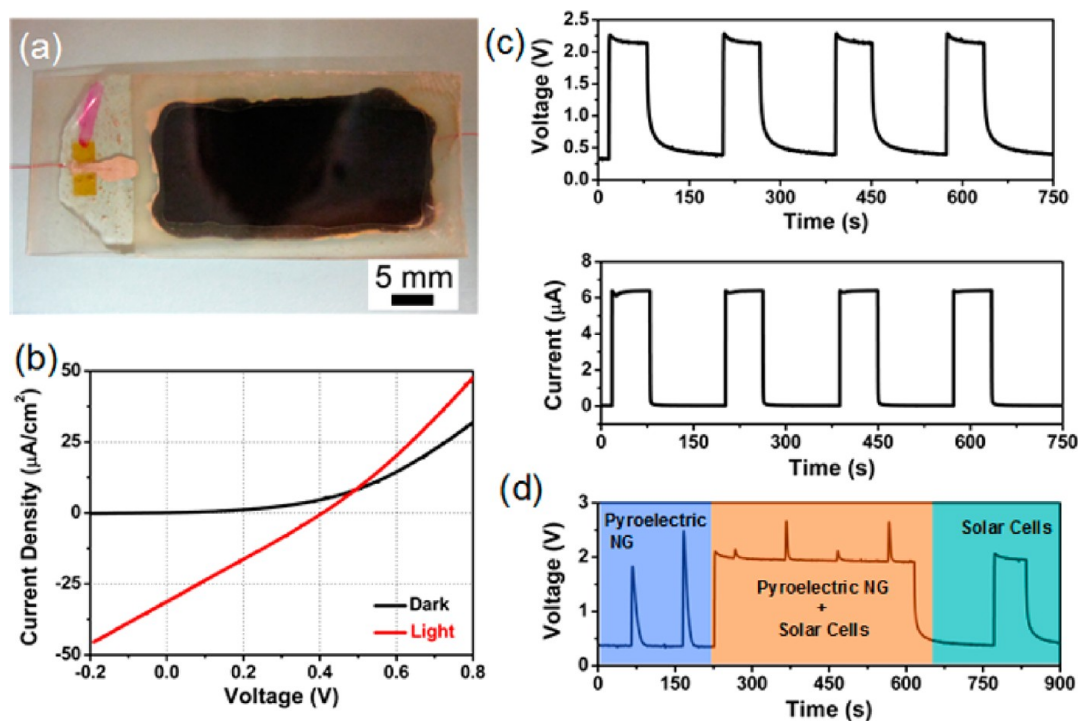 (a)
5 mm
(b)
Current Density (μA/cm²)
50
25
0
-25
-50
-0.2 0.0 0.2 0.4 0.6 0.8
Voltage (V)
Dark
Light
(c)
Voltage (V)
2.5
2.0
1.5
1.0
0.5
0.0
0 150 300 450 600 750
Time (s)
Current (μA)
8
6
4
2
0
0 150 300 450 600 750
Time (s)
(d)
Voltage (V)
3
2
1
0
Pyroelectric
NG
Pyroelectric NG
+
Solar Cells
Solar Cells
0 150 300 450 600 750 900
Time (s)